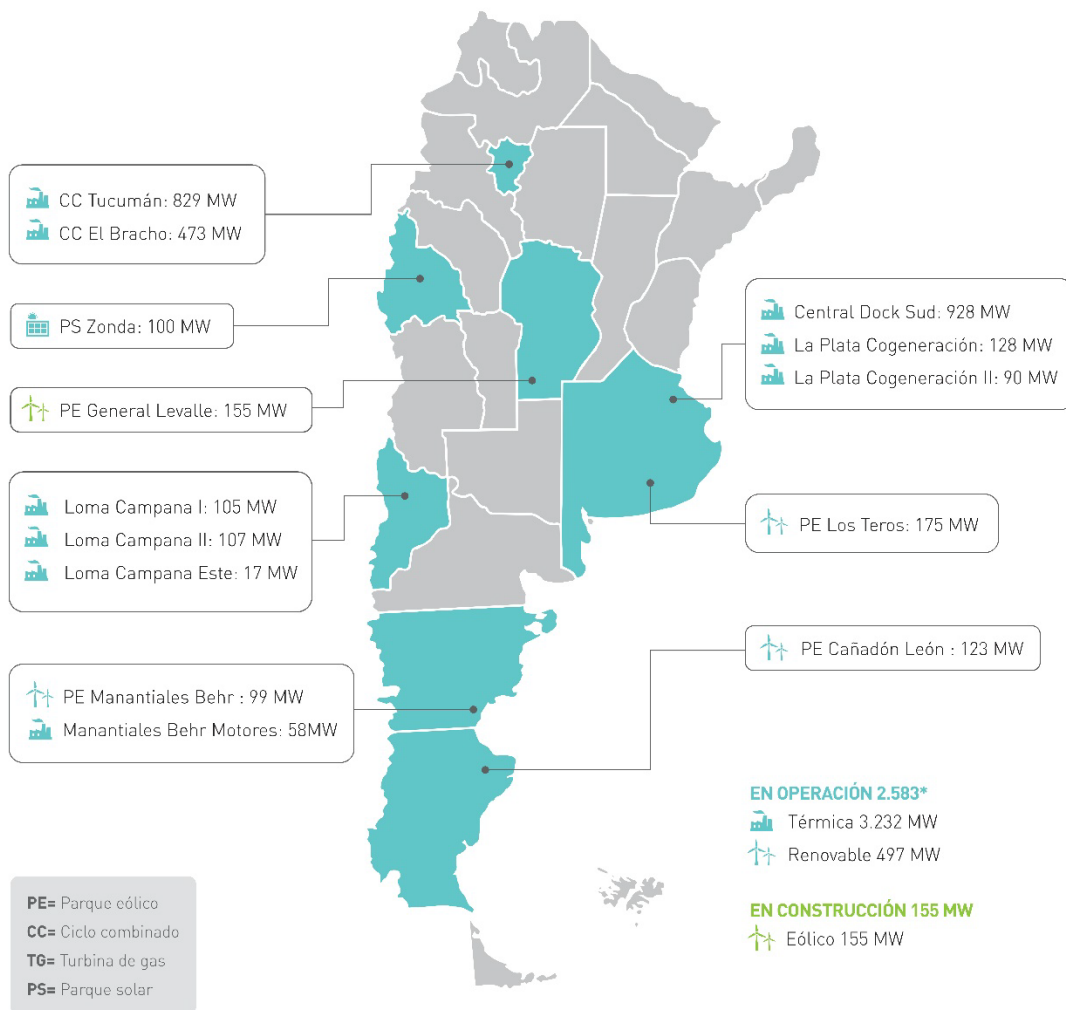 CC Tucumán: 829 MW
CC El Bracho: 473 MW
PS Zonda: 100 MW
PE General Levalle: 155 MW
Loma Campana I: 105 MW
Loma Campana II: 107 MW
Loma Campana Este: 17 MW
PE Manantiales Behr : 99 MW
Manantiales Behr Motores: 58MW
Central Dock Sud: 928 MW
La Plata Cogeneración: 128 MW
La Plata Cogeneración II: 90 MW
PE Los Teros: 175 MW
PE Cañadón León : 123 MW
EN OPERACIÓN 2.583*
Térmica 3.232 MW
Renovable 497 MW
EN CONSTRUCCIÓN 155 MW
Eólico 155 MW
PE= Parque eólico
CC= Ciclo combinado
TG= Turbina de gas
PS= Parque solar